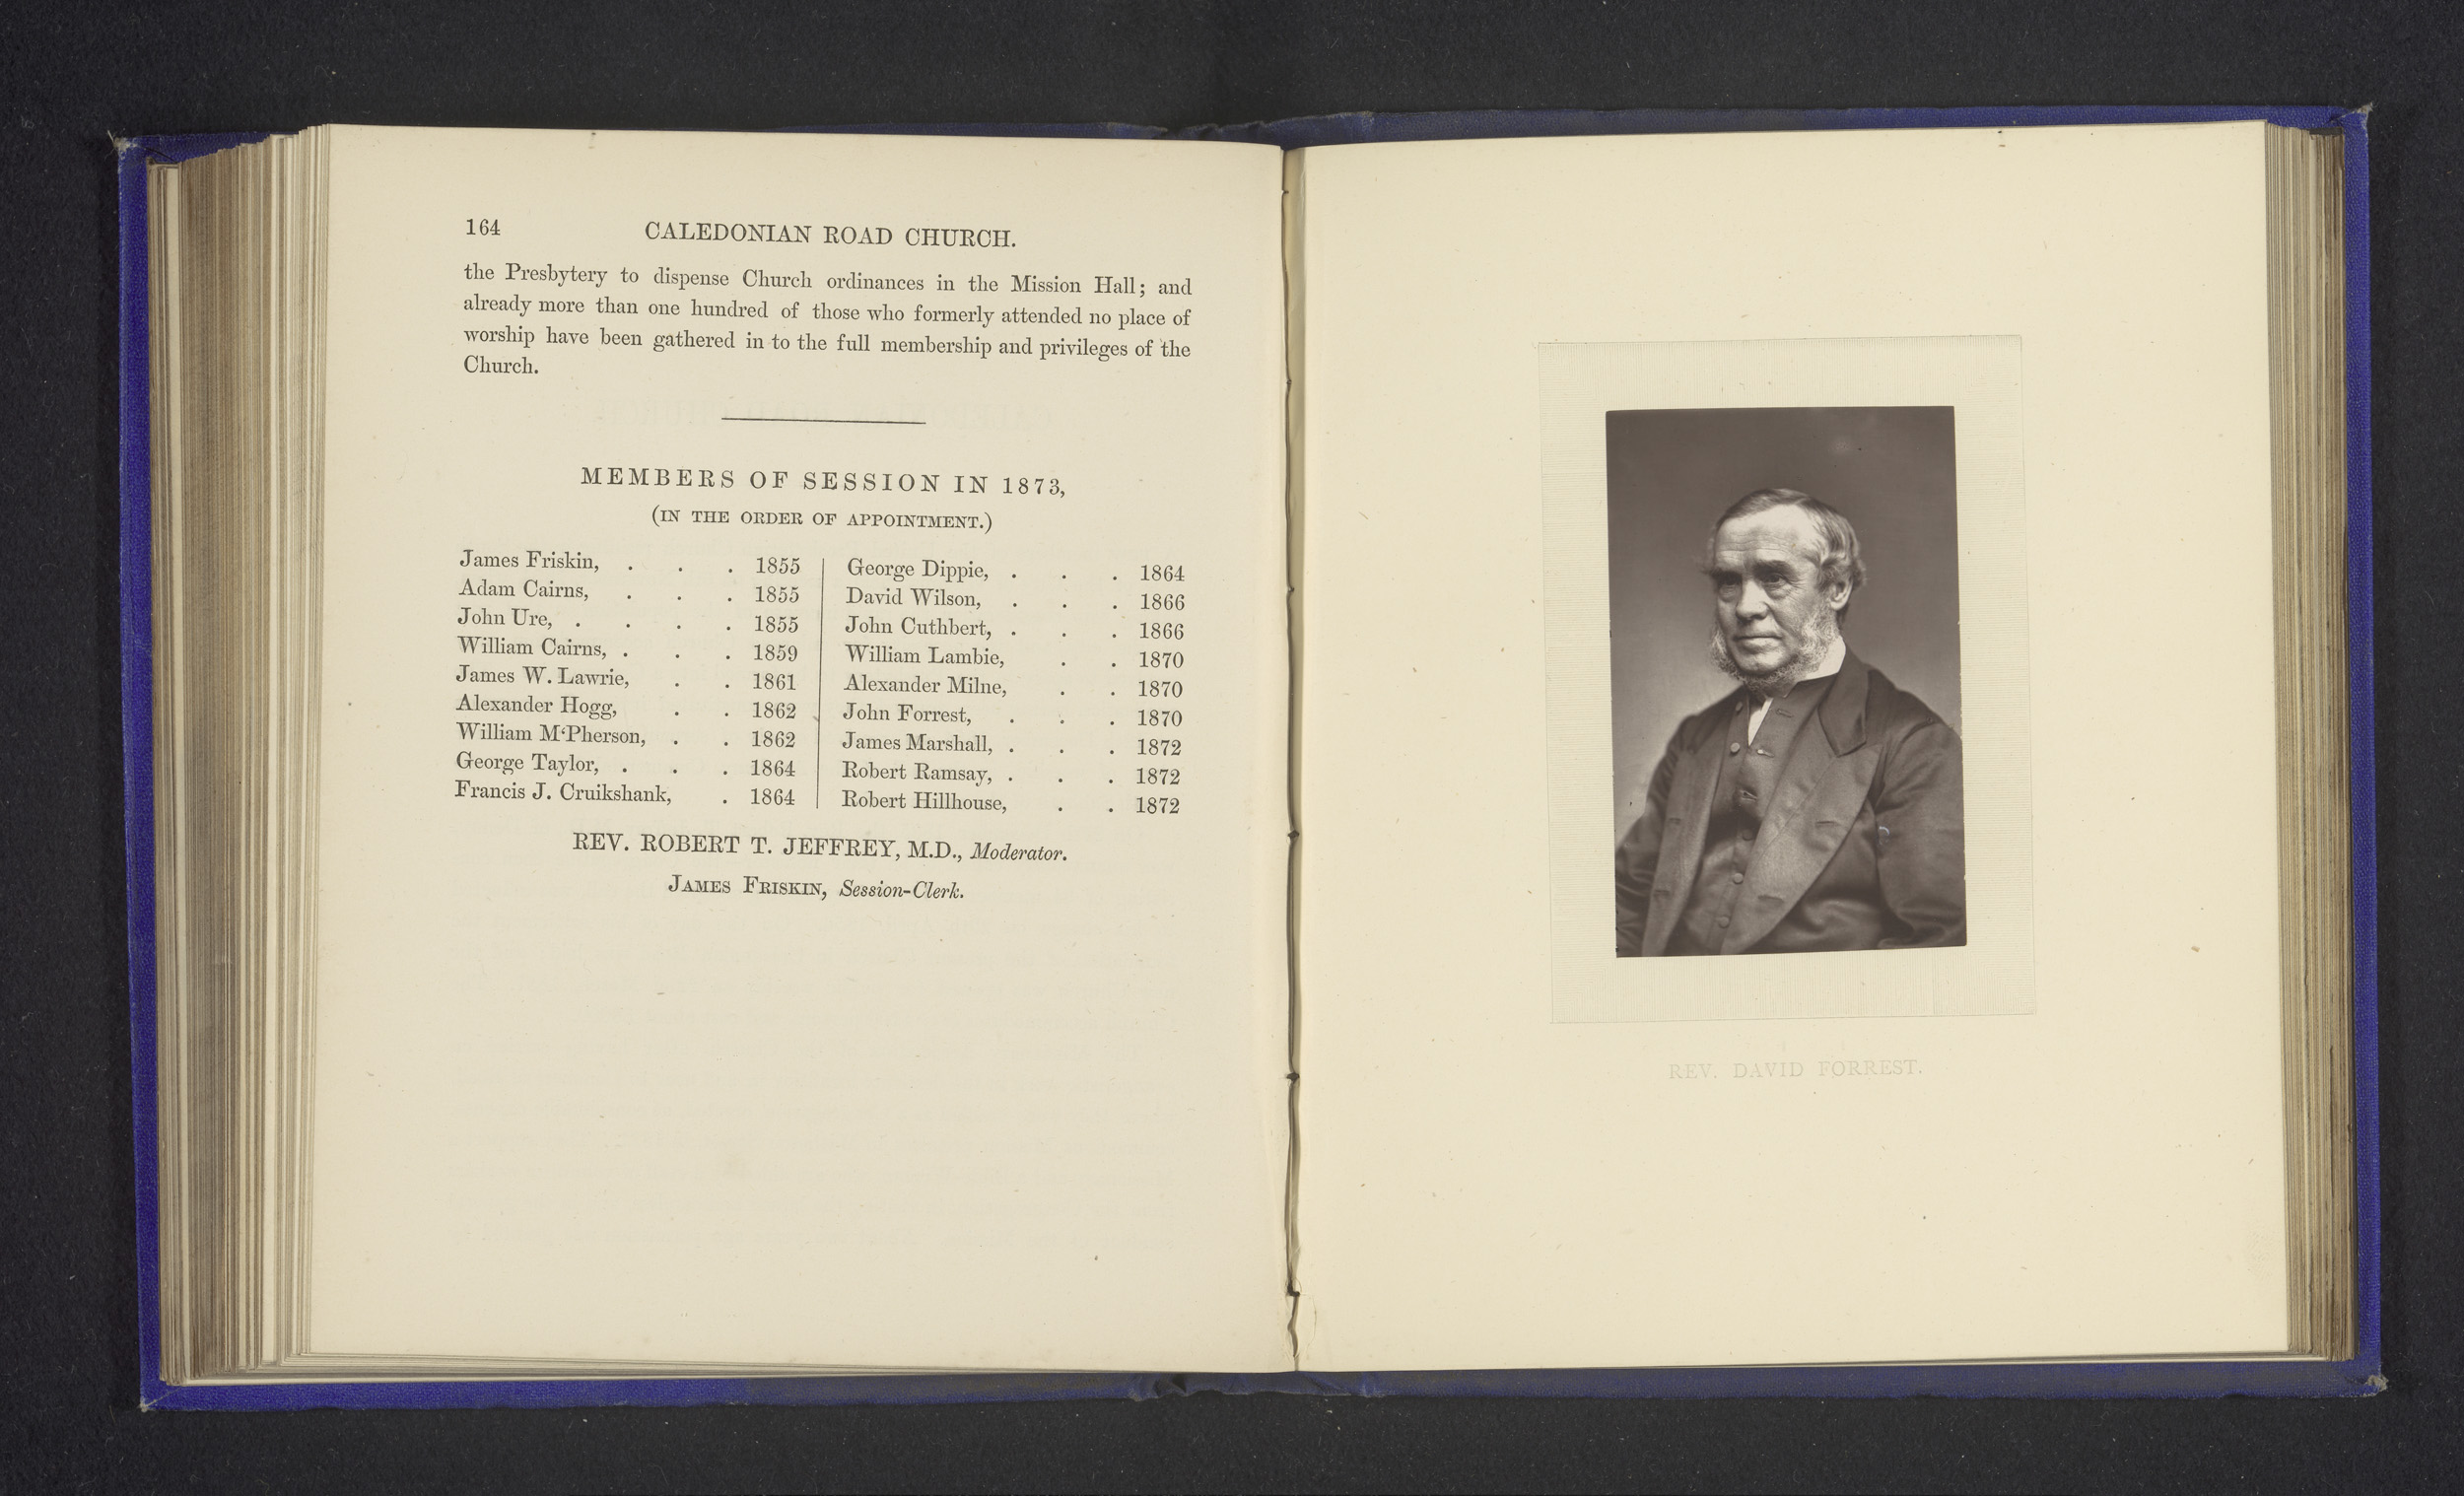 164 CALEDONIAN ROAD CHURCH.
the Presbytery to dispense Church ordinances in the Mission Hall; and
already more than one hundred of those who formerly attended no place of
worship have been gathered in to the full membership and privileges of the
Church.
MEMBERS OF SESSION IN 1873,
(IN THE ORDER OF APPOINTMENT.)
James Friskin, . . . 1855
Adam Cairns, . . . 1855
John Ure, . . . . 1855
William Cairns, . . . 1859
James W. Lawrie, . . 1861
Alexander Hogg, . . 1862
William M‘Pherson, . . 1862
George Taylor, . . . 1864
Francis J. Cruikshank, . 1864
George Dippie, . . . 1864
David Wilson, . . . 1866
John Cuthbert, . . . 1866
William Lambie, . . 1870
Alexander Milne, . . 1870
John Forrest, . . . 1870
James Marshall, . . . 1872
Robert Ramsay, . . . 1872
Robert Hillhouse, . . 1872
REV. ROBERT T. JEFFREY, M.D., Moderator.
JAMES FRISKIN, Session-Clerk.
REV. DAVID FORREST.